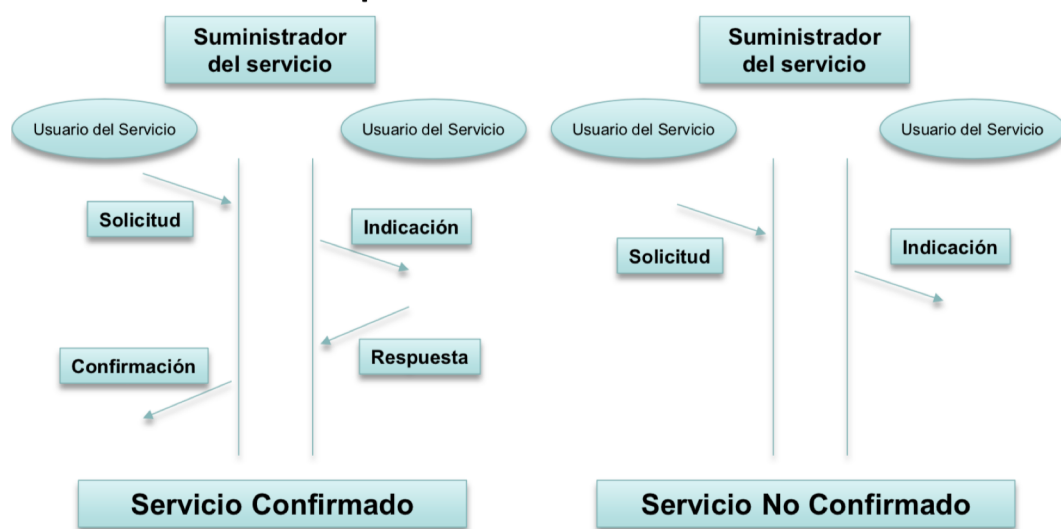 Suministrador
del servicio
Usuario del Servicio
Usuario del Servicio
Solicitud
Indicación
Confirmación
Respuesta
Servicio Confirmado
Suministrador
del servicio
Usuario del Servicio
Usuario del Servicio
Solicitud
Indicación
Servicio No Confirmado